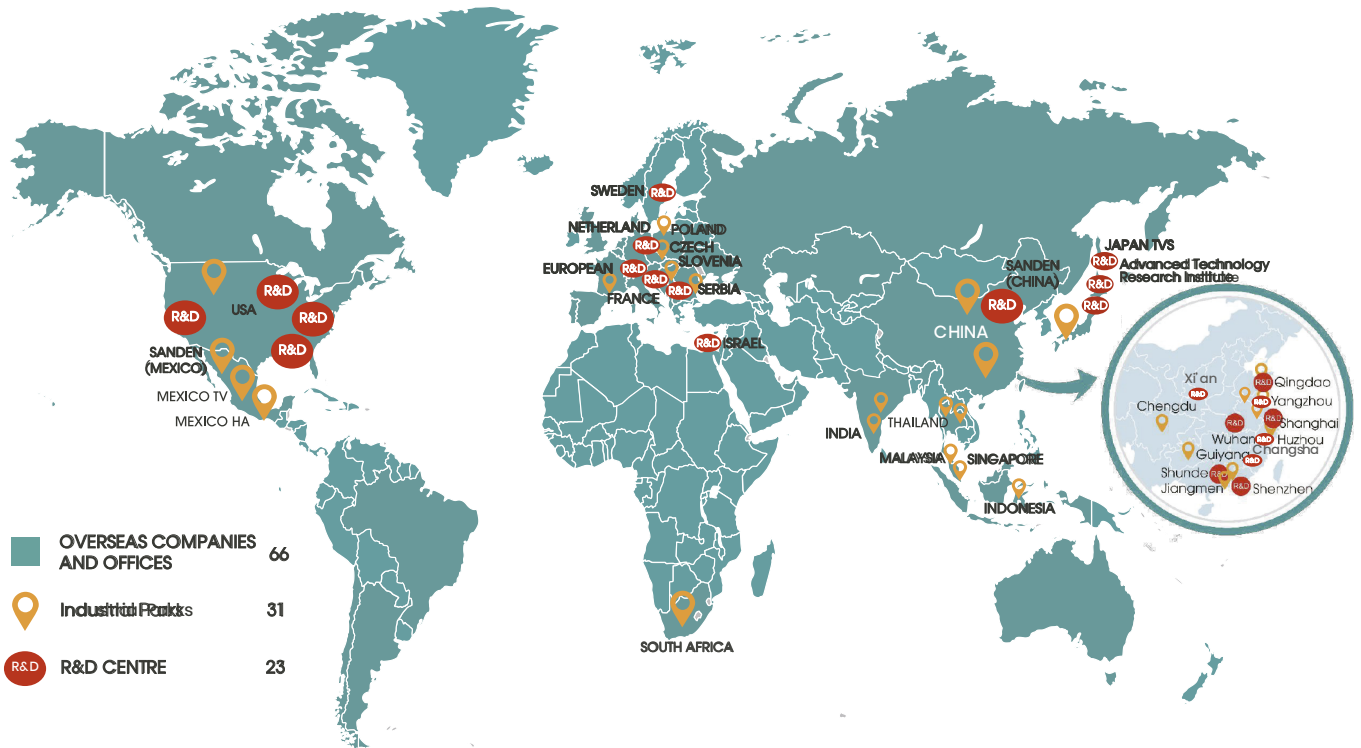 SWEDEN
R&D
NETHERLAND
POLAND
R&D
CZECH
SLOVENIA
EUROPEAN
R&D
R&D
FRANCE
R&D
SERBIA
JAPAN TVS
R&D
Advanced Technology
Research Institute
R&D
R&D
SANDEN
(CHINA)
R&D
CHINA
R&D
USA
R&D
R&D
R&D
R&D
ISRAEL
SANDEN
(MEXICO)
MEXICO TV
MEXICO HA
INDIA
THAILAND
MALAYSIA
SINGAPORE
INDONESIA
SOUTH AFRICA
Xi'an
R&D
R&D
Qingdao
Chengdu
R&D
Yangzhou
R&D
R&D
Shanghai
Wuhan
R&D
Huzhou
Guiyang
Changsha
R&D
Shunde
R&D
Jiangmen
R&D
Shenzhen
OVERSEAS COMPANIES
AND OFFICES
66
Industrial Parks
31
R&D
R&D CENTRE
23